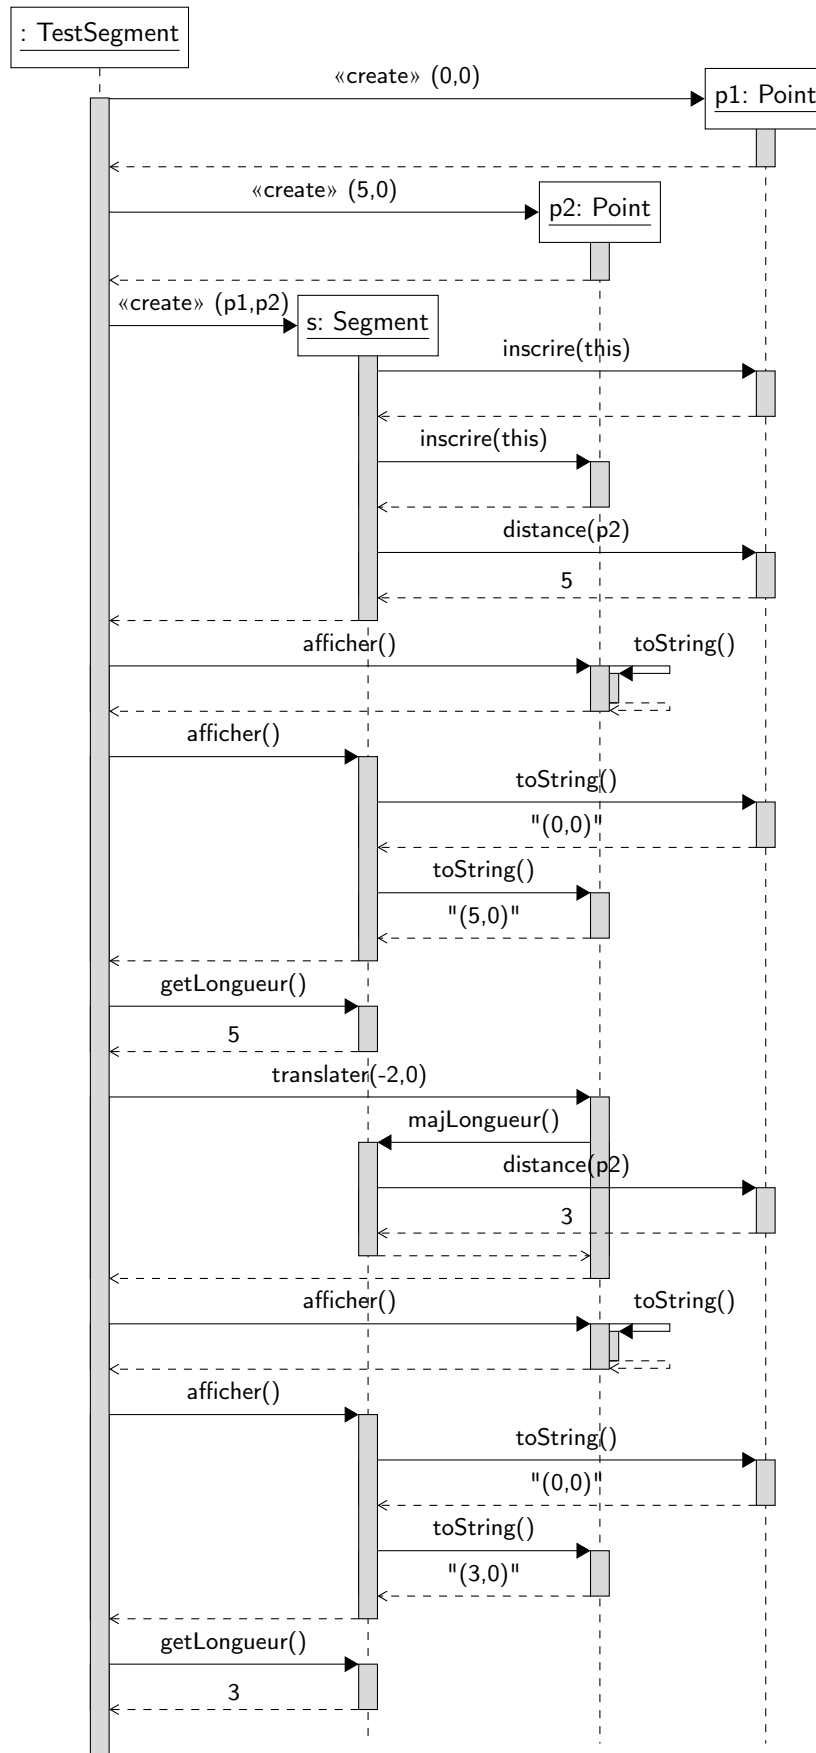 : TestSegment
«create» (0,0)
p1: Point
«create» (5,0)
p2: Point
«create» (p1,p2)
s: Segment
inscrire(this)
inscrire(this)
distance(p2)
5
afficher()
toString()
afficher()
toString()
"(0,0)"
toString()
"(5,0)"
getLongueur()
5
translater(-2,0)
majLongueur()
distance(p2)
3
afficher()
toString()
afficher()
toString()
"(0,0)"
toString()
"(3,0)"
getLongueur()
3